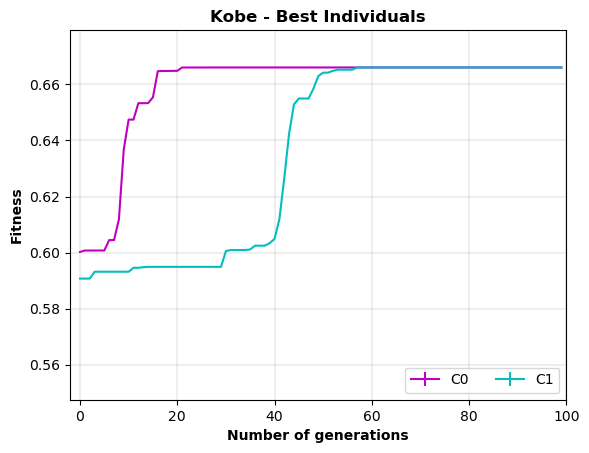 Kobe - Best Individuals
Fitness
0.66
0.64
0.62
0.60
0.58
0.56
C0 C1
0 20 40 60 80 100
Number of generations